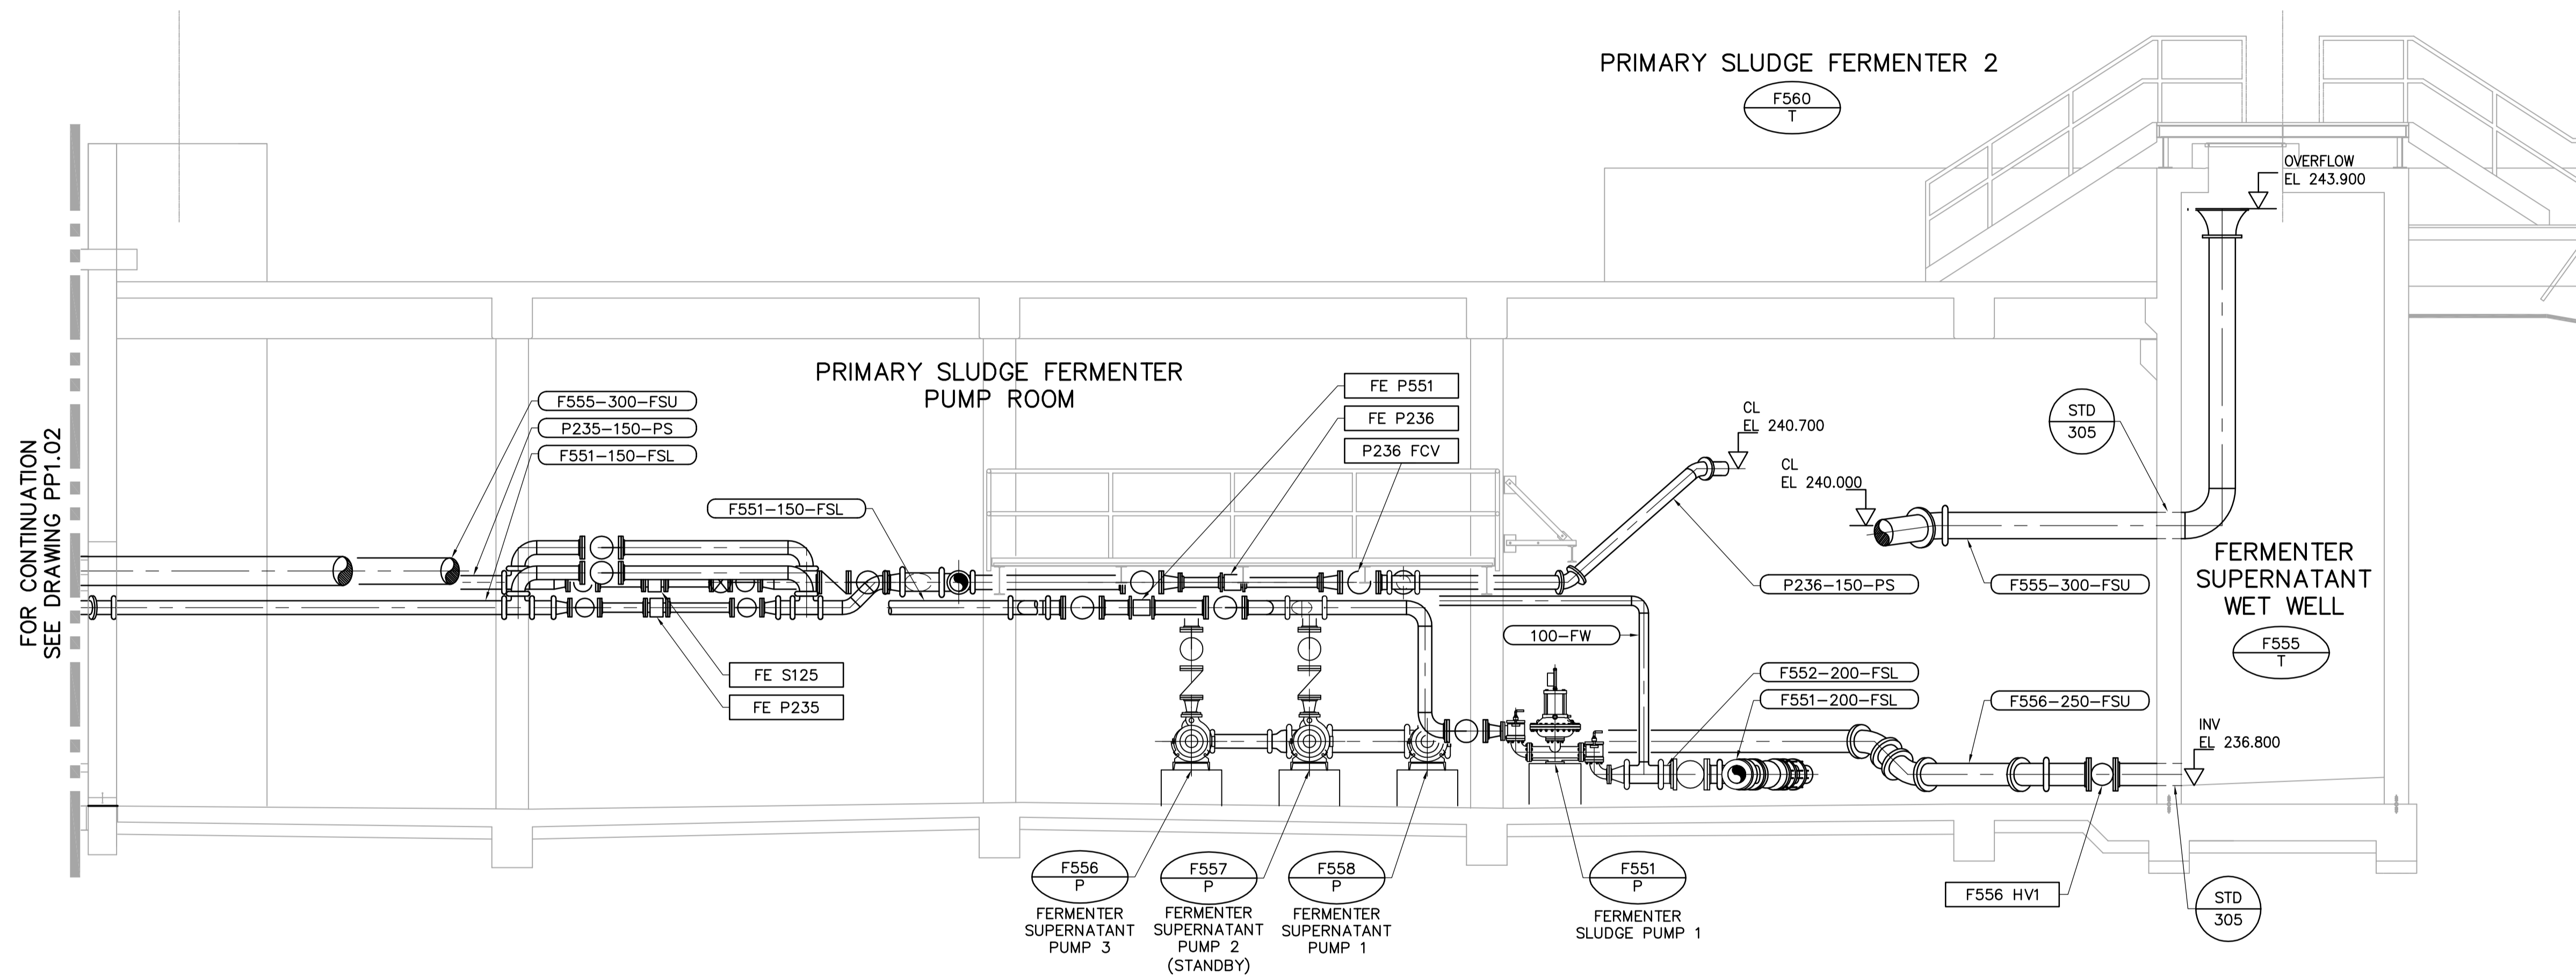 PRIMARY SLUDGE FERMENTER 2
F560
T
OVERFLOW
EL 243.900
FOR CONTINUATION
SEE DRAWING PP1.02
PRIMARY SLUDGE FERMENTER
PUMP ROOM
F555-300-FSU
P235-150-PS
F551-150-FSL
F551-150-FSL
FE P551
FE P236
P236 FCV
CL
EL 240.700
CL
EL 240.000
STD
305
P236-150-PS
F555-300-FSU
FERMENTER
SUPERNATANT
WET WELL
F555
T
100-FW
FE S125
FE P235
F552-200-FSL
F551-200-FSL
F556-250-FSU
INV
EL 236.800
F556
P
FERMENTER
SUPERNATANT
PUMP 3
F557
P
FERMENTER
SUPERNATANT
PUMP 2
(STANDBY)
F558
P
FERMENTER
SUPERNATANT
PUMP 1
F551
P
FERMENTER
SLUDGE PUMP 1
F556 HV1
STD
305